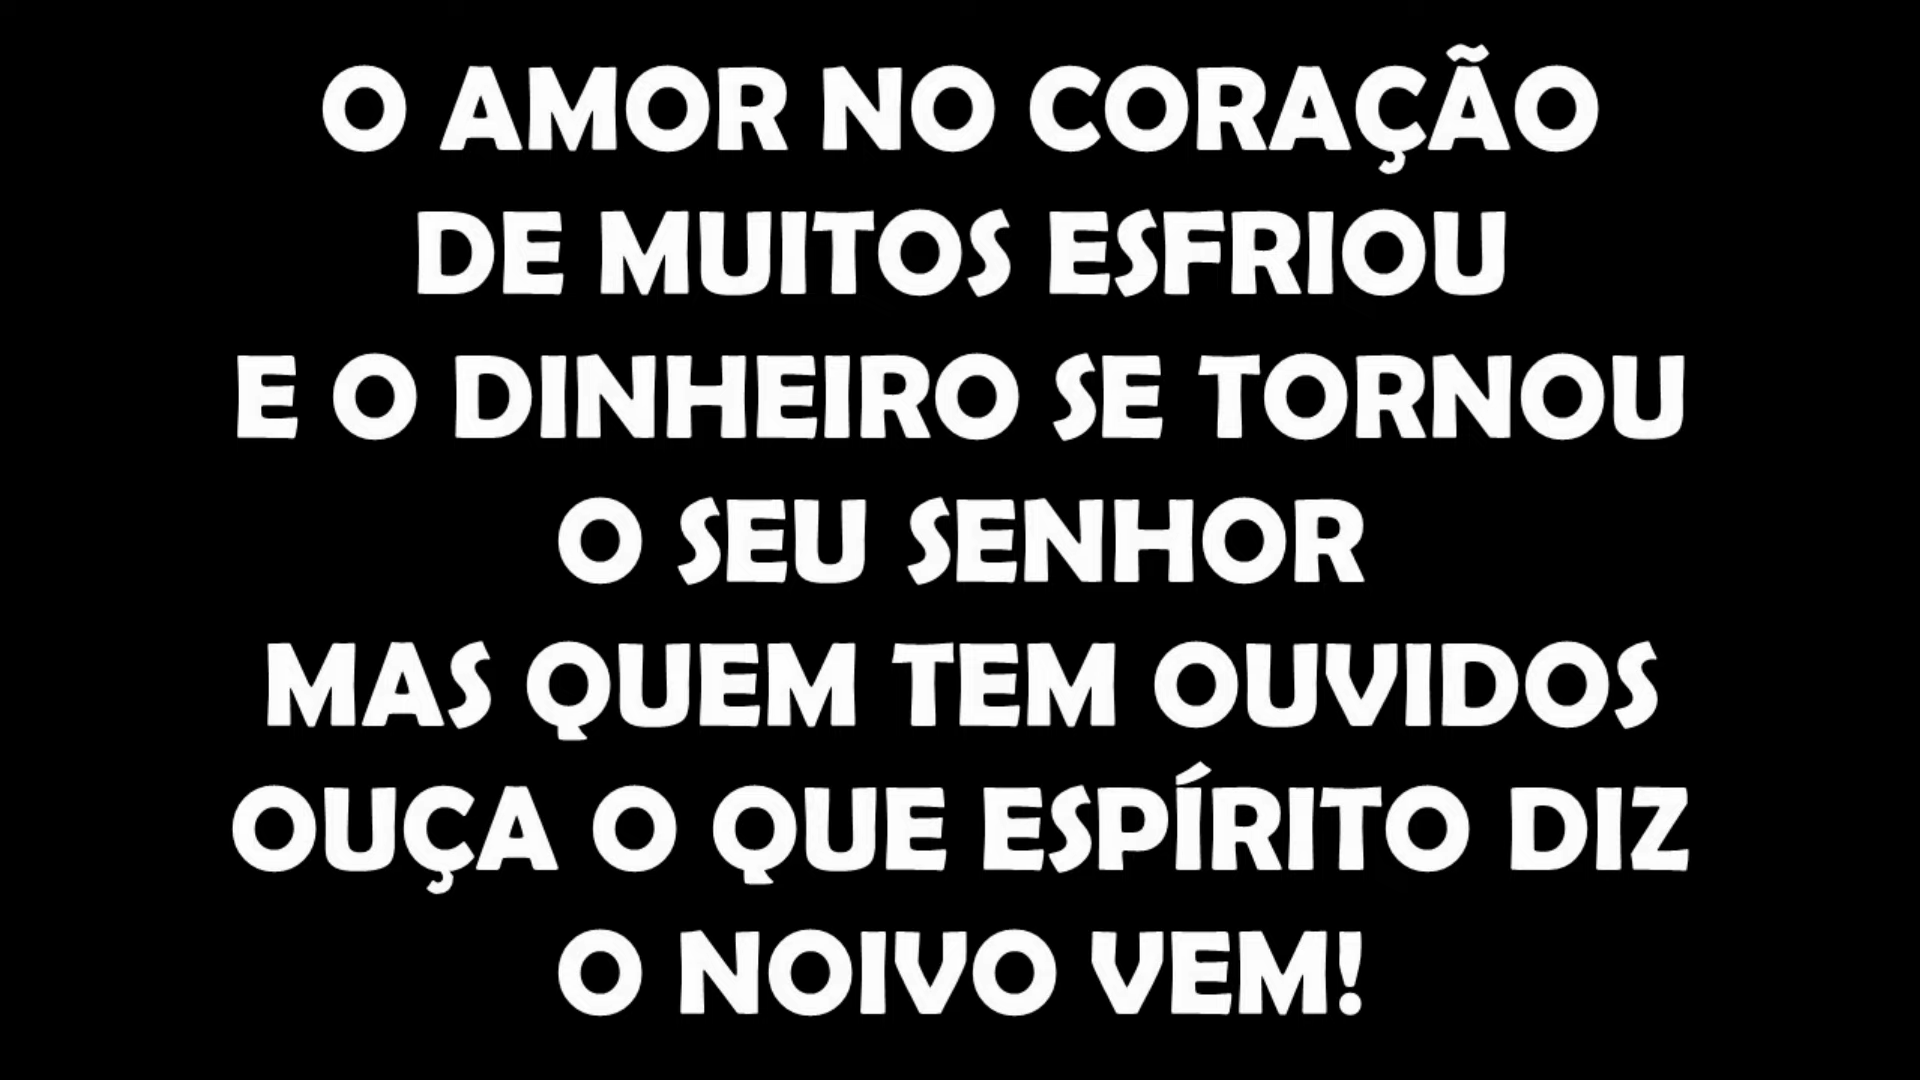 O AMOR NO CORAÇÃO
DE MUITOS ESFRIOU
E O DINHEIRO SE TORNOU
O SEU SENHOR
MAS QUEM TEM OUVIDOS
OUÇA O QUE ESPÍRITO DIZ
O NOIVO VEM!